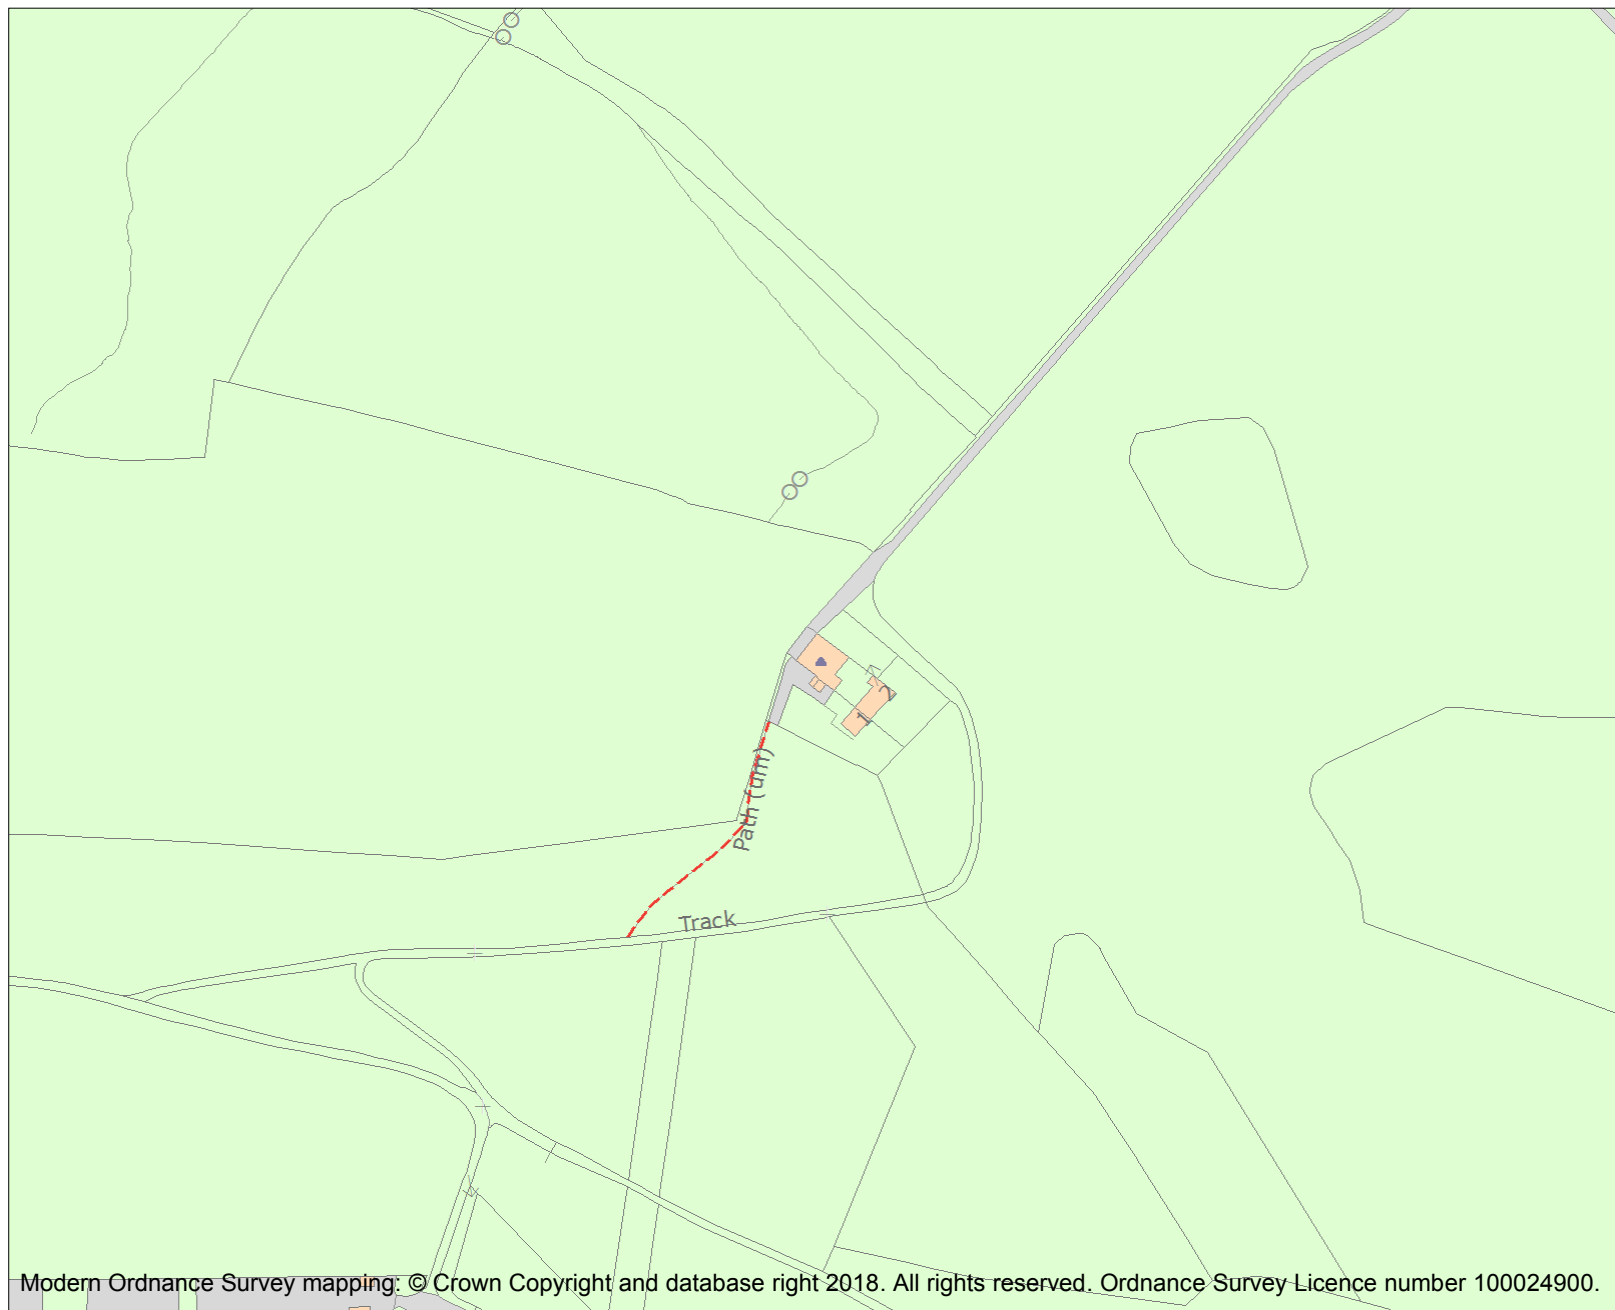 2
1
Path (um)
Track
Modern Ordnance Survey mapping: © Crown Copyright and database right 2018. All rights reserved. Ordnance Survey Licence number 100024900.